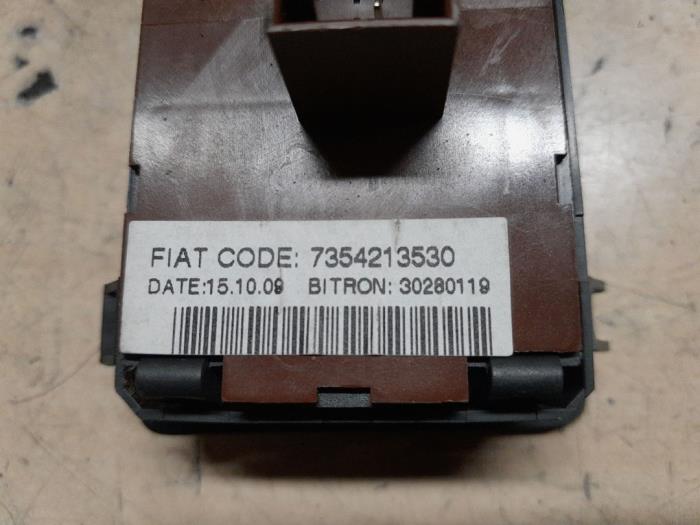 FIAT CODE: 7354213530
DATE:15.10.09 BITRON: 30280119